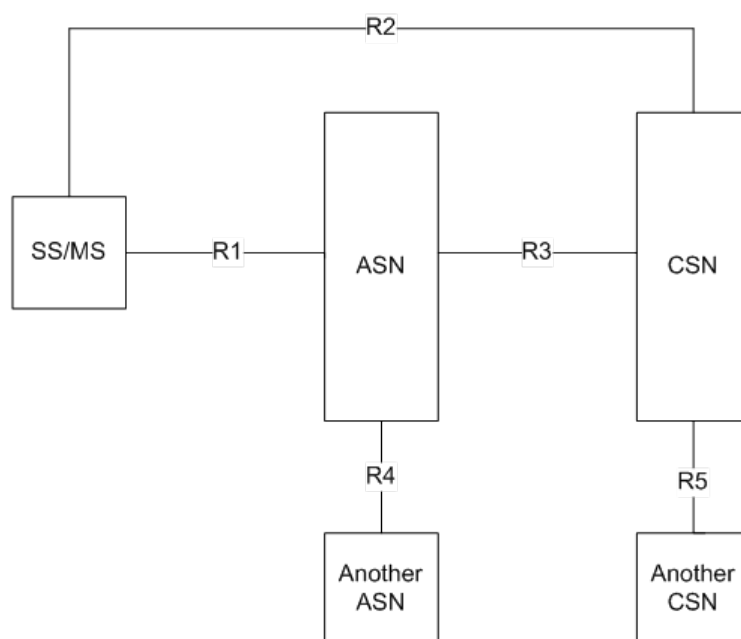 R2
SS/MS
R1
ASN
R3
CSN
R4
R5
Another
ASN
Another
CSN